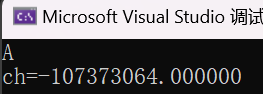 Microsoft Visual Studio 调试
A
ch=-107373064.000000